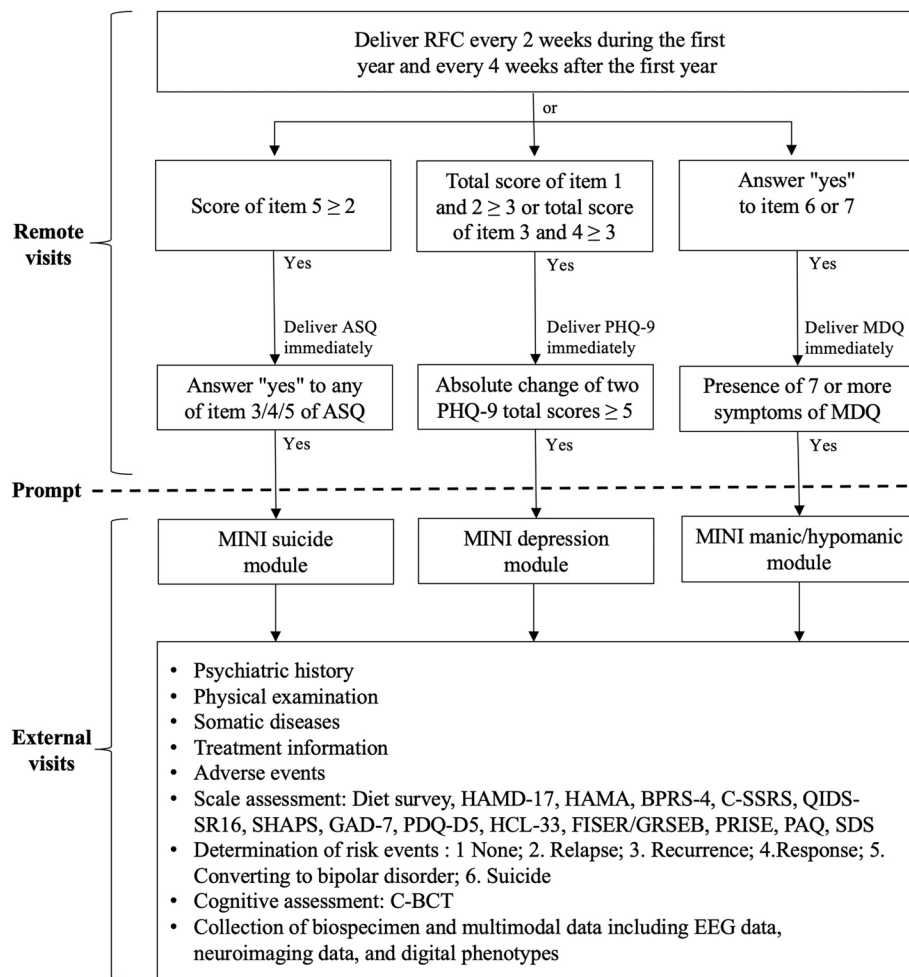 Deliver RFC every 2 weeks during the first
year and every 4 weeks after the first year
or
Score of item 5 ≥ 2
Total score of item 1
and 2 ≥ 3 or total score
of item 3 and 4 ≥ 3
Answer "yes"
to item 6 or 7
Remote
visits
Yes
Yes
Yes
Deliver ASQ
immediately
Deliver PHQ-9
immediately
Deliver MDQ
immediately
Answer "yes" to any
of item 3/4/5 of ASQ
Absolute change of two
PHQ-9 total scores ≥ 5
Presence of 7 or more
symptoms of MDQ
Yes
Yes
Yes
Prompt
MINI suicide
module
MINI depression
module
MINI manic/hypomanic
module
External
visits
• Psychiatric history
• Physical examination
• Somatic diseases
• Treatment information
• Adverse events
• Scale assessment: Diet survey, HAMD-17, HAMA, BPRS-4, C-SSRS, QIDS-
SR16, SHAPS, GAD-7, PDQ-D5, HCL-33, FISER/GRSEB, PRISE, PAQ, SDS
• Determination of risk events : 1 None; 2. Relapse; 3. Recurrence; 4.Response; 5.
Converting to bipolar disorder; 6. Suicide
• Cognitive assessment: C-BCT
• Collection of biospecimen and multimodal data including EEG data,
neuroimaging data, and digital phenotypes